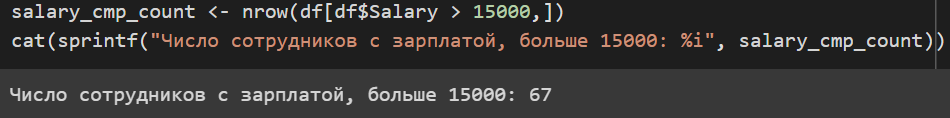 salary_cmp_count <- nrow(df[df$Salary > 15000,])
cat(sprintf("Число сотрудников с зарплатой, больше 15000: %i", salary_cmp_count))
Число сотрудников с зарплатой, больше 15000: 67